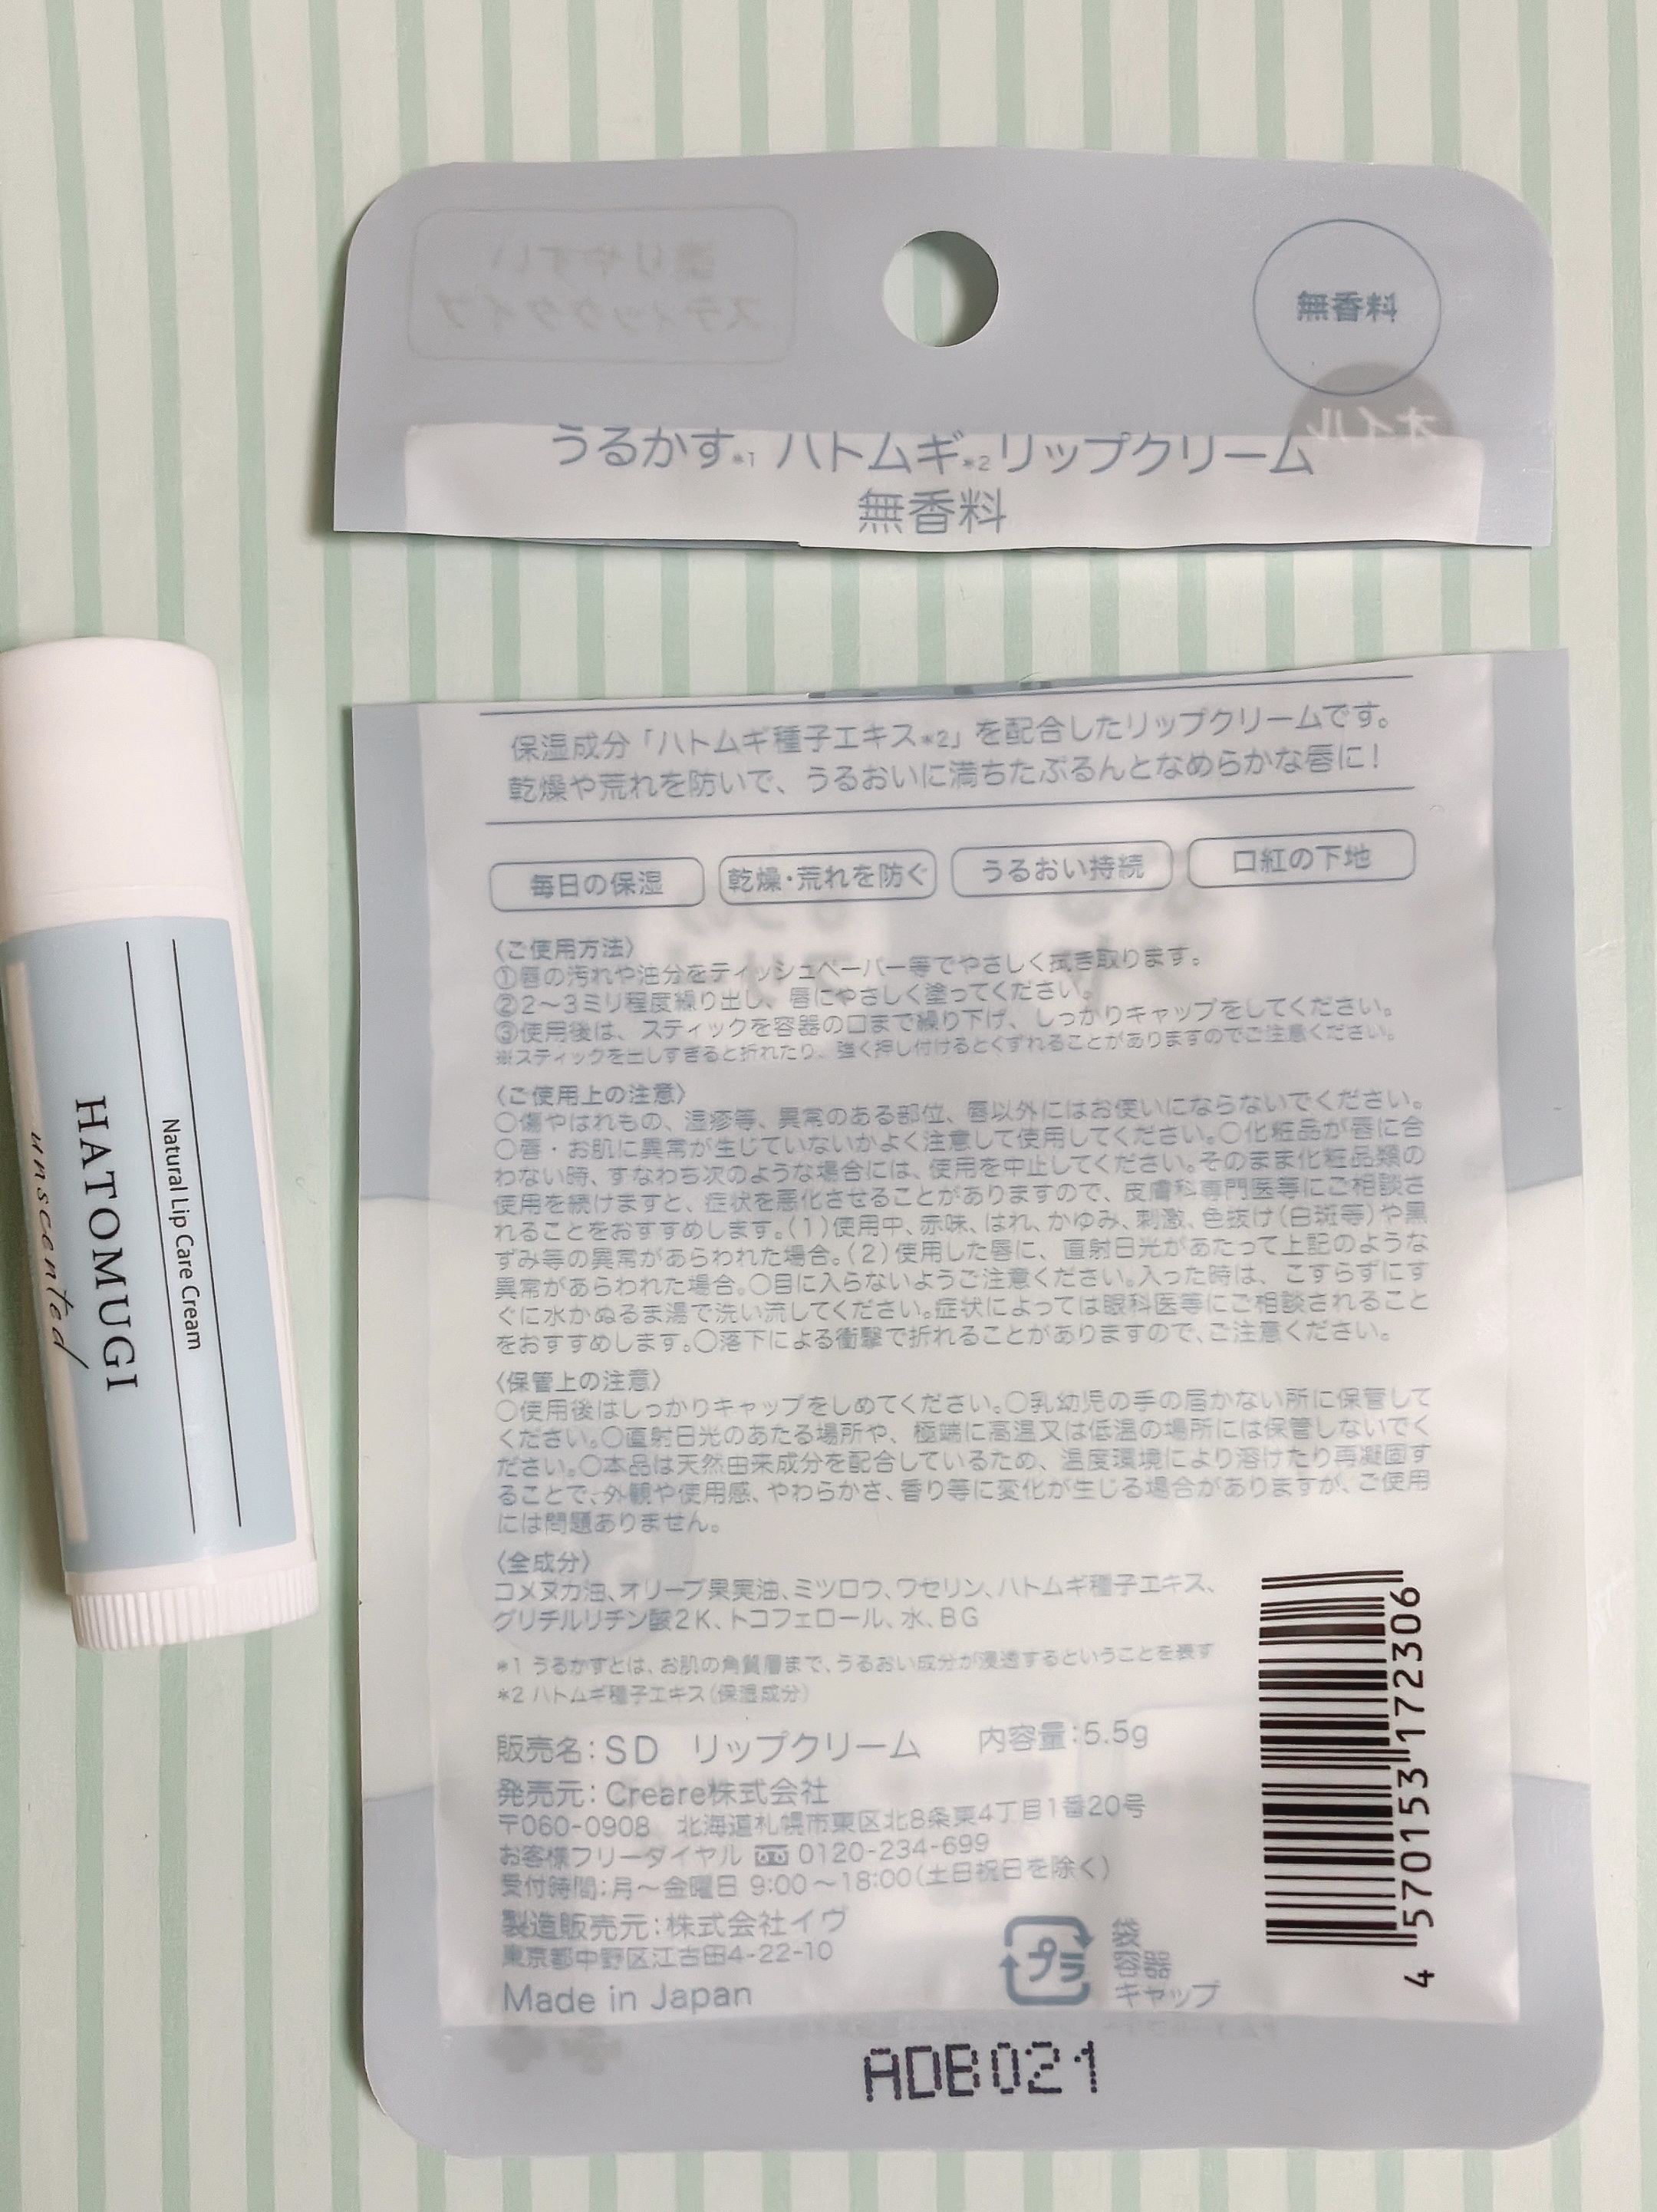 無香料
うるかす*1 ハトムギ*2 リップクリーム
無香料
保湿成分「ハトムギ種子エキス*2」を配合したリップクリームです。
乾燥や荒れを防いで、うるおいに満ちたぷるんとなめらかな唇に!
毎日の保湿 乾燥・荒れを防ぐ うるおい持続 口紅の下地
〈ご使用方法〉
①唇の汚れや油分をティッシュペーパー等でやさしく拭き取ります。
②2~3ミリ程度繰り出し、唇にやさしく塗ってください。
③使用後は、スティックを容器の口まで繰り下げ、しっかりキャップをしてください。
※スティックを出しすぎると折れたり、強く押し付けるとくずれることがありますのでご注意ください。
〈ご使用上の注意〉
○傷やはれもの、湿疹等、異常のある部位、唇以外にはお使いにならないでください。
○唇・お肌に異常が生じていないかよく注意して使用してください。○化粧品が唇に合
わない時、すなわち次のような場合には、使用を中止してください。そのまま化粧品類の
使用を続けますと、症状を悪化させることがありますので、皮膚科専門医等にご相談さ
れることをおすすめします。(1)使用中、赤味、はれ、かゆみ、刺激、色抜け(白斑等)や黒
ずみ等の異常があらわれた場合。(2)使用した唇に、直射日光があたって上記のような
異常があらわれた場合。○目に入らないようご注意ください。入った時は、こすらずにす
ぐに水かぬるま湯で洗い流してください。症状によっては眼科医等にご相談されること
をおすすめします。○落下による衝撃で折れることがありますので、ご注意ください。
〈保管上の注意〉
○使用後はしっかりキャップをしめてください。○乳幼児の手の届かない所に保管して
ください。○直射日光のあたる場所や、極端に高温又は低温の場所には保管しないでく
ださい。○本品は天然由来成分を配合しているため、温度環境により溶けたり再凝固す
ることで、外観や使用感、やわらかさ、香り等に変化が生じる場合がありますが、ご使用
には問題ありません。
〈全成分〉
コメヌカ油、オリーブ果実油、ミツロウ、ワセリン、ハトムギ種子エキス、
グリチルリチン酸2K、トコフェロール、水、BG
*1 うるかすとは、お肌の角質層まで、うるおい成分が浸透するということを表す
*2 ハトムギ種子エキス(保湿成分)
販売名:SD リップクリーム 内容量:5.5g
発売元:Creare株式会社
〒060-0908 北海道札幌市東区北8条東4丁目1番20号
お客様フリーダイヤル 0120-234-699
受付時間:月~金曜日 9:00~18:00(土日祝日を除く)
製造販売元:株式会社イヴ
東京都中野区江古田4-22-10
Made in Japan
プラ
袋
容器
キャップ
4 570153 172306
ADB021
Natural Lip Care Cream
HATOMUGI
unscented